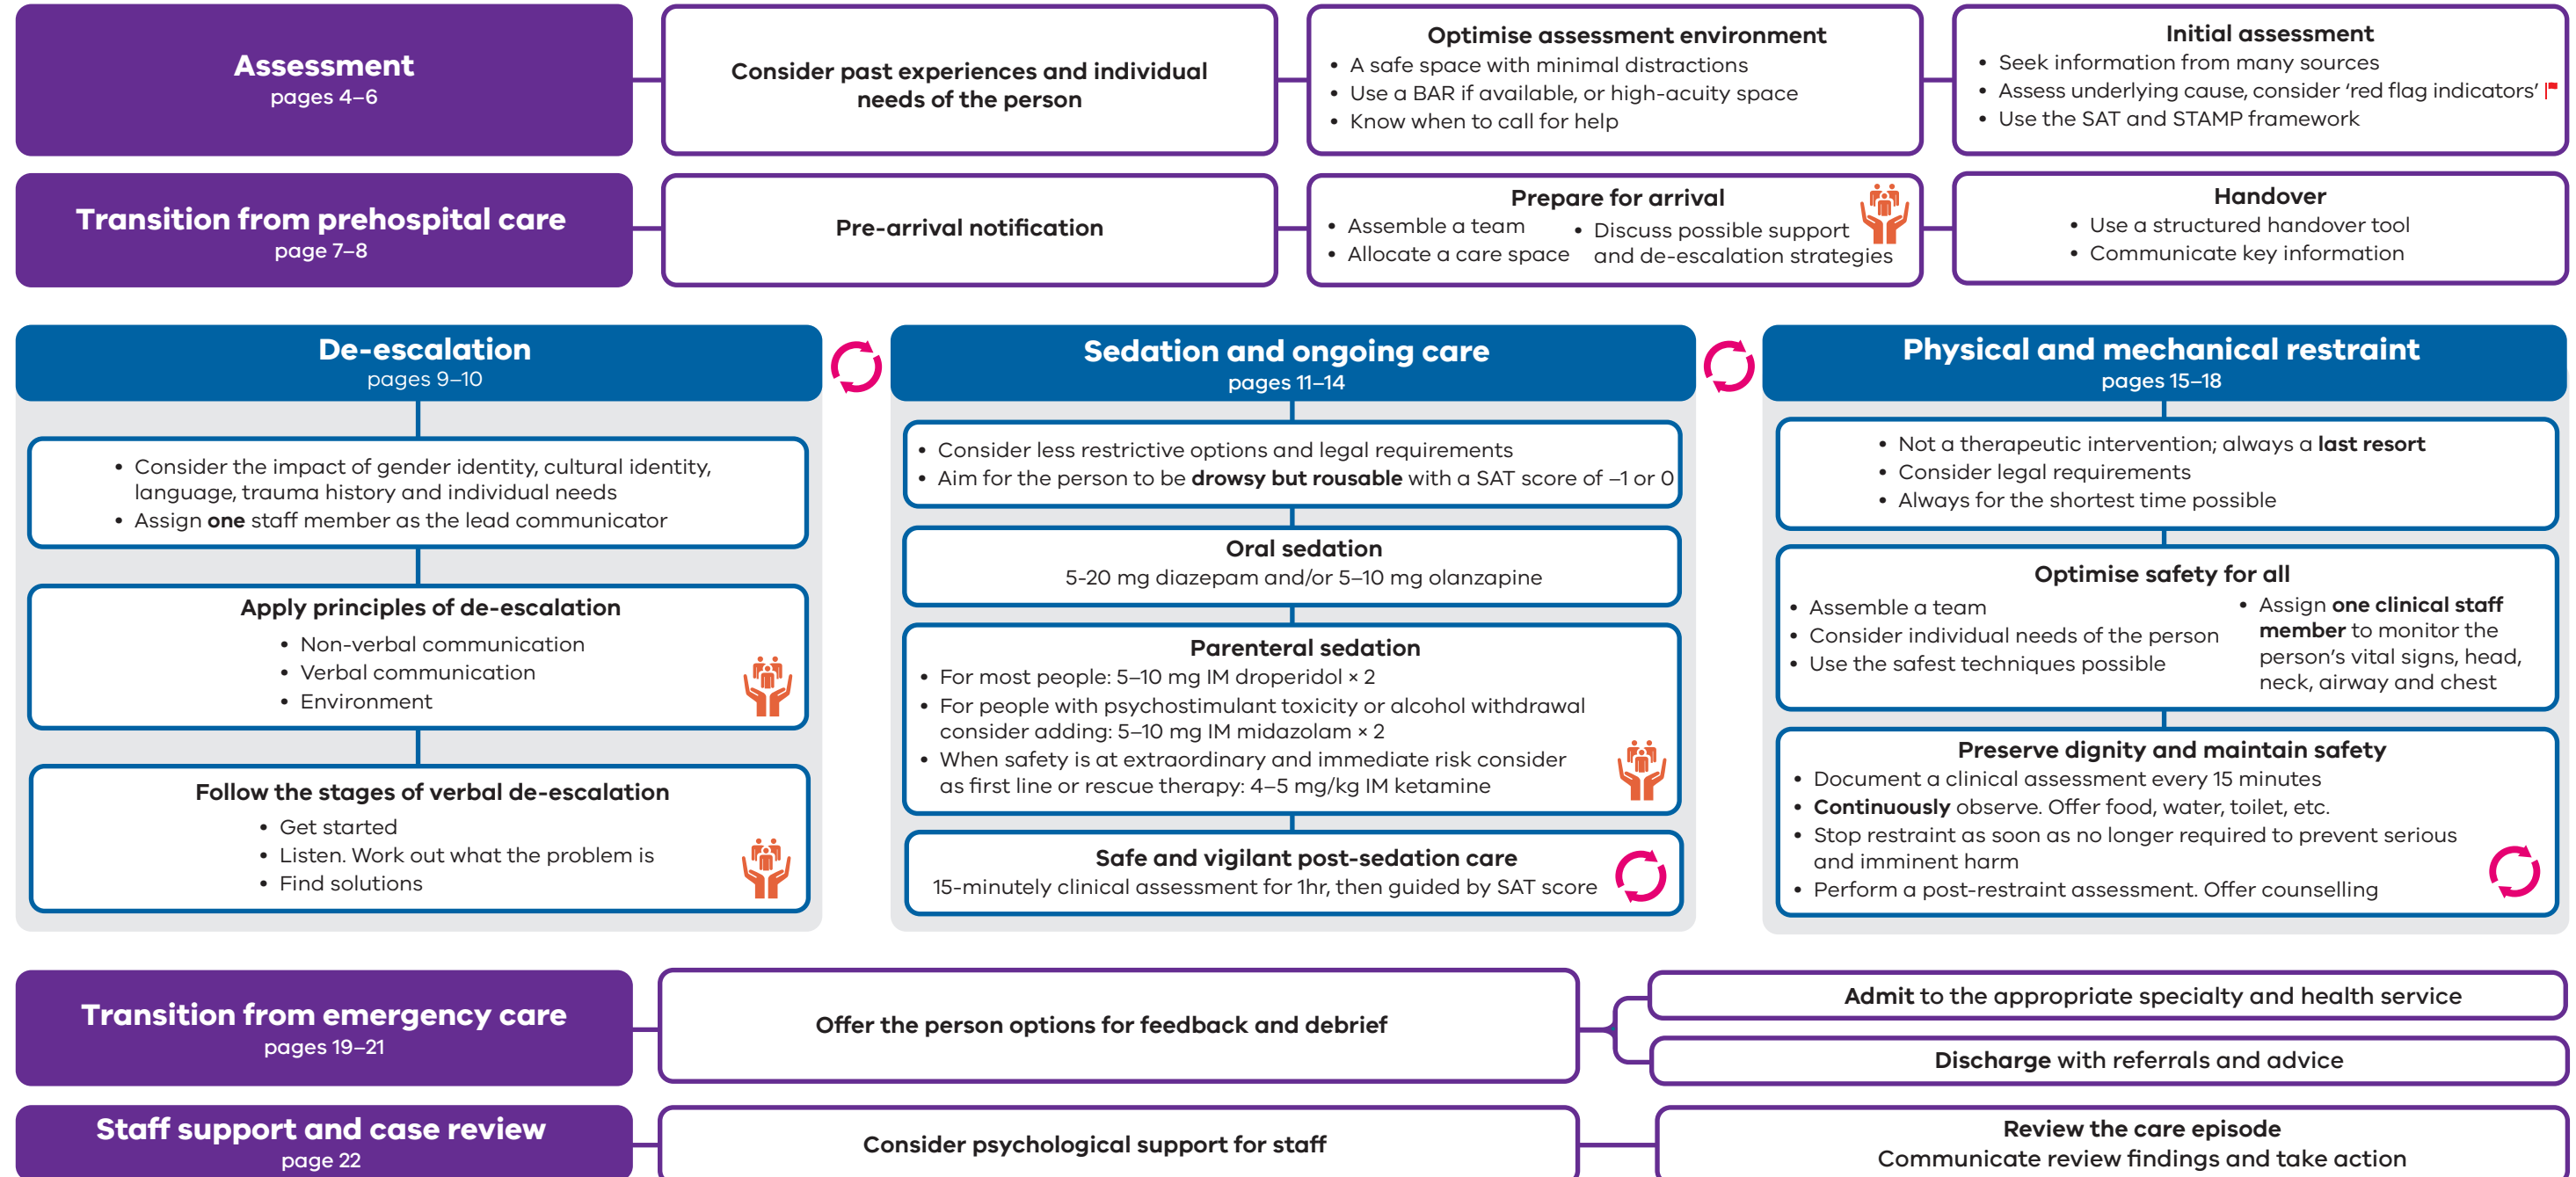 Assessment
pages 4–6
Consider past experiences and individual
needs of the person
Optimise assessment environment
• A safe space with minimal distractions
• Use a BAR if available, or high-acuity space
• Know when to call for help
Initial assessment
• Seek information from many sources
• Assess underlying cause, consider ‘red flag indicators’
• Use the SAT and STAMP framework
Transition from prehospital care
page 7–8
Pre-arrival notification
Prepare for arrival
• Assemble a team
• Allocate a care space
• Discuss possible support
and de-escalation strategies
Handover
• Use a structured handover tool
• Communicate key information
De-escalation
pages 9–10
• Consider the impact of gender identity, cultural identity,
language, trauma history and individual needs
• Assign one staff member as the lead communicator
Apply principles of de-escalation
• Non-verbal communication
• Verbal communication
• Environment
Follow the stages of verbal de-escalation
• Get started
• Listen. Work out what the problem is
• Find solutions
Sedation and ongoing care
pages 11–14
• Consider less restrictive options and legal requirements
• Aim for the person to be drowsy but rousable with a SAT score of –1 or 0
Oral sedation
5-20 mg diazepam and/or 5–10 mg olanzapine
Parenteral sedation
• For most people: 5–10 mg IM droperidol × 2
• For people with psychostimulant toxicity or alcohol withdrawal
consider adding: 5–10 mg IM midazolam × 2
• When safety is at extraordinary and immediate risk consider
as first line or rescue therapy: 4–5 mg/kg IM ketamine
Safe and vigilant post-sedation care
15-minutely clinical assessment for 1hr, then guided by SAT score
Physical and mechanical restraint
pages 15–18
• Not a therapeutic intervention; always a last resort
• Consider legal requirements
• Always for the shortest time possible
Optimise safety for all
• Assemble a team
• Consider individual needs of the person
• Use the safest techniques possible
• Assign one clinical staff
member to monitor the
person’s vital signs, head,
neck, airway and chest
Preserve dignity and maintain safety
• Document a clinical assessment every 15 minutes
• Continuously observe. Offer food, water, toilet, etc.
• Stop restraint as soon as no longer required to prevent serious
and imminent harm
• Perform a post-restraint assessment. Offer counselling
Transition from emergency care
pages 19–21
Offer the person options for feedback and debrief
Admit to the appropriate specialty and health service
Discharge with referrals and advice
Staff support and case review
page 22
Consider psychological support for staff
Review the care episode
Communicate review findings and take action